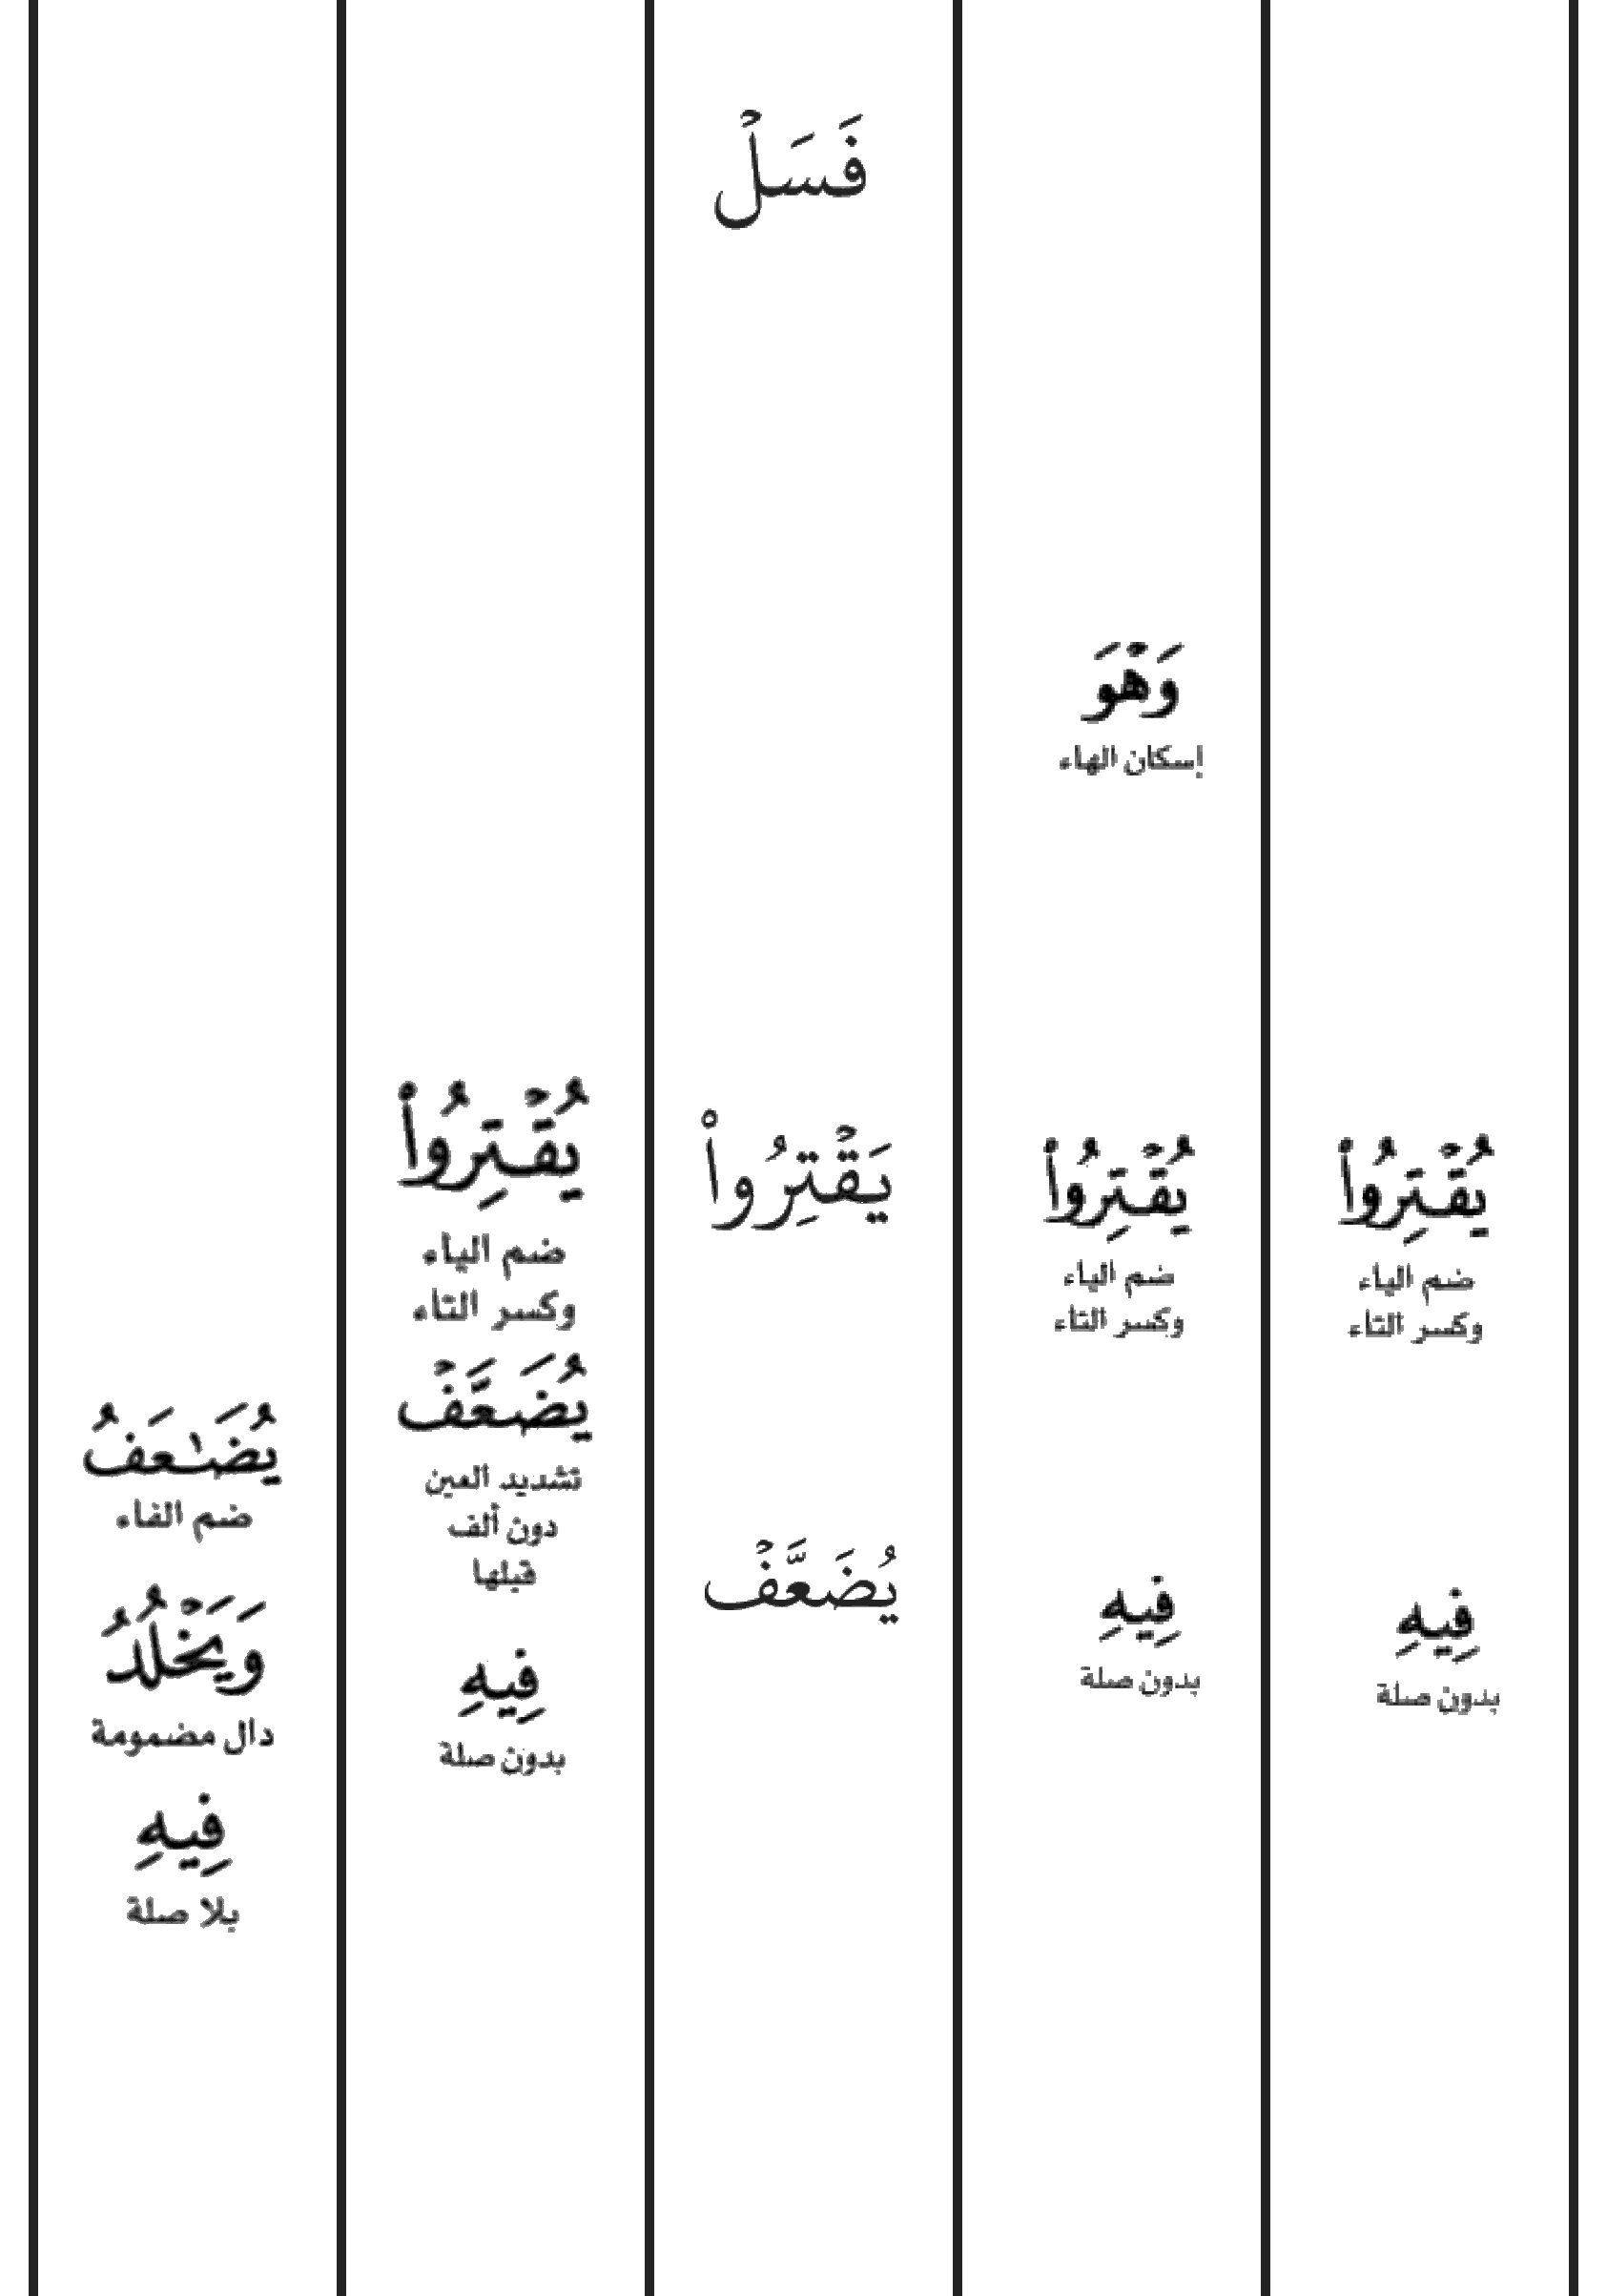 يُقْتِرُواْ
ضم الياء
وكسر التاء
فِيهِ
بدون صلة
وَهْوَ
إسكان الهاء
يُقْتِرُواْ
ضم الياء
وكسر التاء
فِيهِ
بدون صلة
فَسَلْ
يَقْتِرُواْ
يُضَعَّفْ
يُقْتِرُواْ
ضم الياء
وكسر التاء
يُضَعَّفْ
تشديد العين
دون ألف
قبلها
فِيهِ
بدون صلة
يُضَٰعَفُ
ضم الفاء
وَيَخْلُدُ
دال مضمومة
فِيهِ
بلا صلة